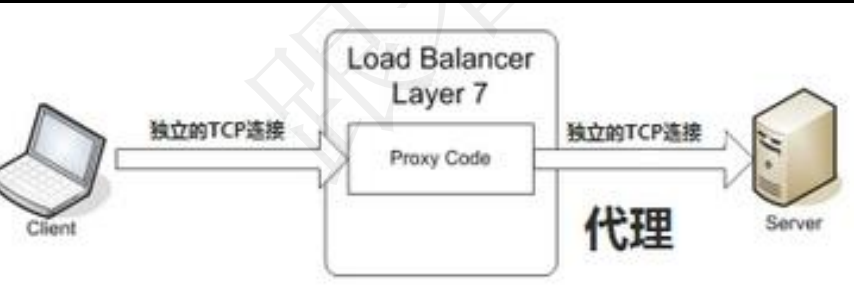 Load Balancer
Layer 7
独立的TCP连接
Proxy Code
独立的TCP连接
代理
Client
Server